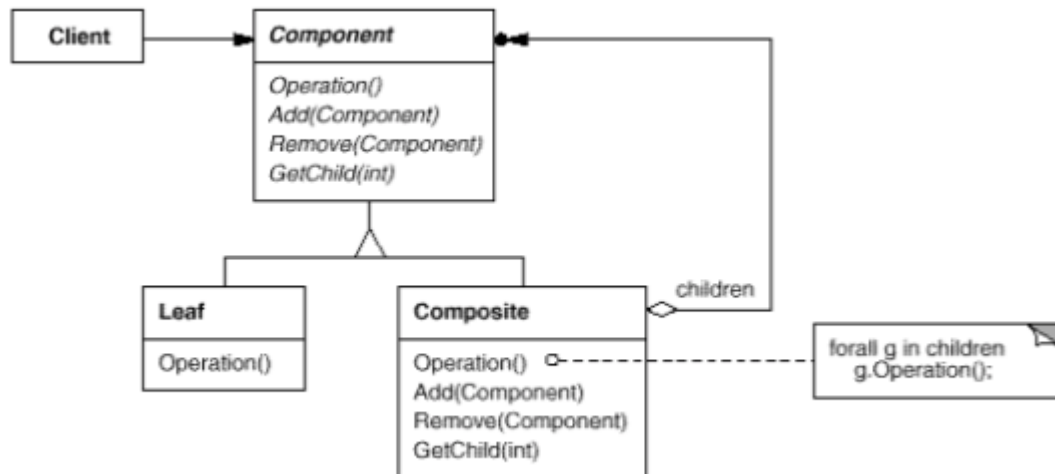 Client
Component
Operation()
Add(Component)
Remove(Component)
GetChild(int)
Leaf
Operation()
Composite
Operation()
Add(Component)
Remove(Component)
GetChild(int)
children
forall g in children
g.Operation();